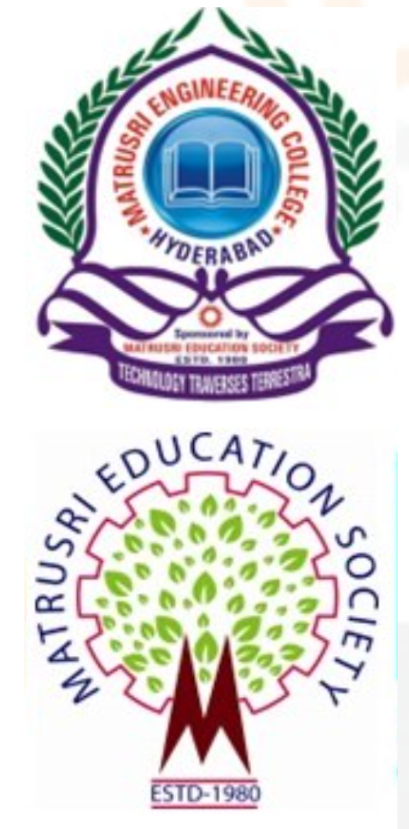 MATRUSRI ENGINEERING COLLEGE
HYDERABAD
Sponsored by
MATRUSRI EDUCATION SOCIETY
ESTD. 1980
TECHNOLOGY TRAVERSES TERRESTRA
MATRUSRI EDUCATION SOCIETY
M
ESTD-1980